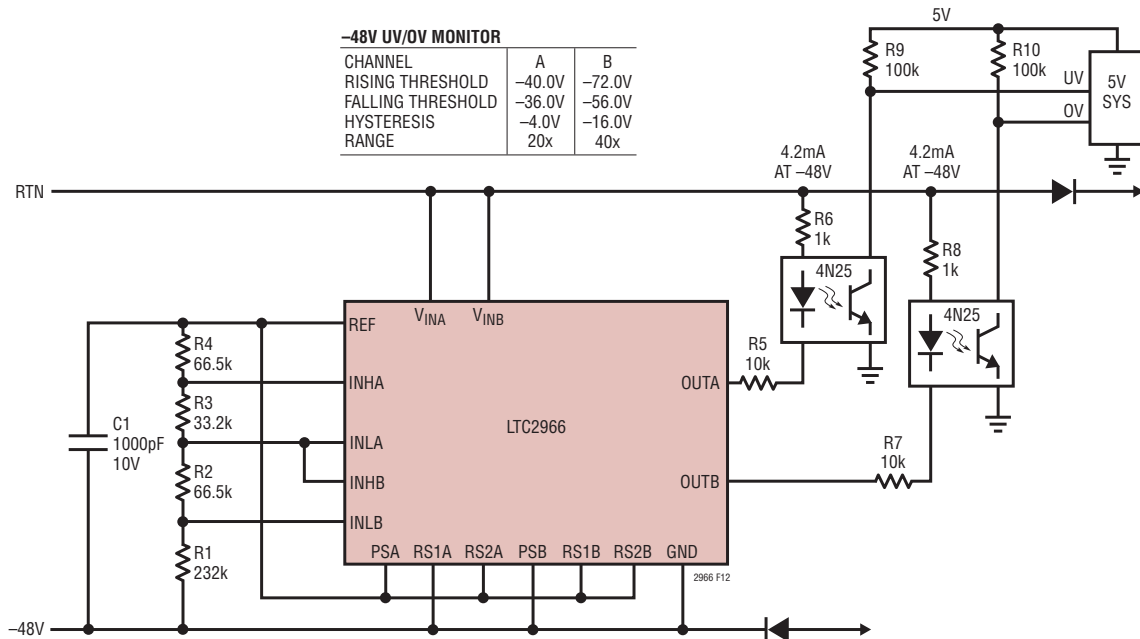 –48V UV/OV MONITOR
CHANNEL A B
RISING THRESHOLD –40.0V –72.0V
FALLING THRESHOLD –36.0V –56.0V
HYSTERESIS –4.0V –16.0V
RANGE 20x 40x
5V
R9
100k
R10
100k
UV
OV
5V
SYS
4.2mA
AT –48V
4.2mA
AT –48V
RTN
R6
1k
R8
1k
4N25
4N25
VINA
VINB
REF
R4
66.5k
INHA
R3
33.2k
C1
1000pF
10V
INLA
INHB
R2
66.5k
INLB
R1
232k
LTC2966
OUTA
R5
10k
OUTB
R7
10k
PSA RS1A RS2A PSB RS1B RS2B GND
2966 F12
–48V